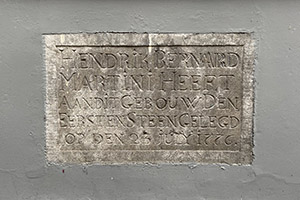 HENDRIK BERNARD
MARTINI HEEFT
AAN DIT GEBOUW DEN
EERSTEN STEEN GELEGD
OP DEN 23 JULY 1776.